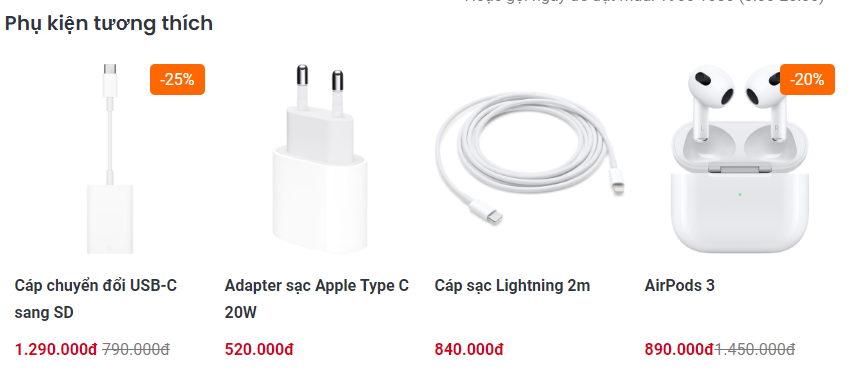 Phụ kiện tương thích
-25%
-20%
Cáp chuyển đổi USB-C
sang SD
1.290.000đ 790.000đ
Adapter sạc Apple Type C
20W
520.000đ
Cáp sạc Lightning 2m
840.000đ
AirPods 3
890.000đ1.450.000đ